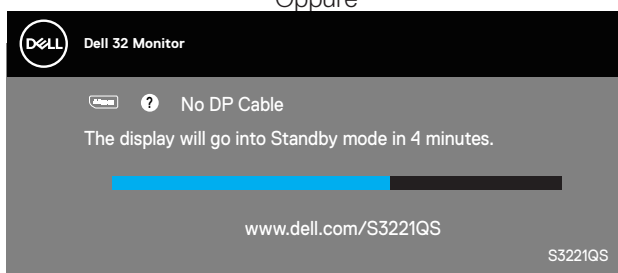 Oppure
DELL Dell 32 Monitor
? No DP Cable
The display will go into Standby mode in 4 minutes.
www.dell.com/S3221QS
S3221QS